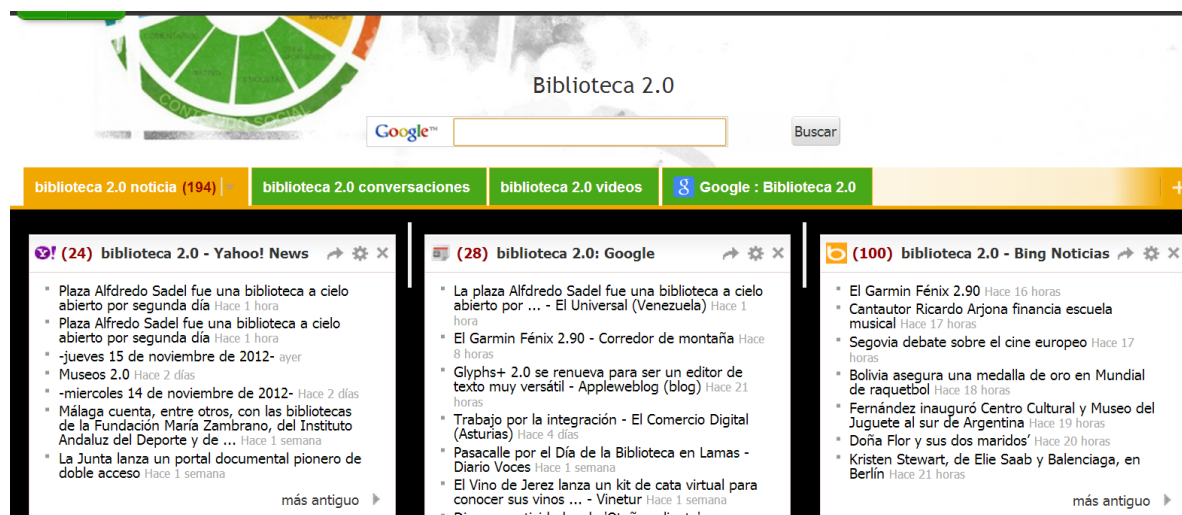 CONTENIDO SOCIAL
Biblioteca 2.0
Google™
Buscar
biblioteca 2.0 noticia (194)
biblioteca 2.0 conversaciones
biblioteca 2.0 videos
Google : Biblioteca 2.0
(24) biblioteca 2.0 - Yahoo! News
Plaza Alfdredo Sadel fue una biblioteca a cielo
abierto por segunda día Hace 1 hora
Plaza Alfredo Sadel fue una biblioteca a cielo
abierto por segunda día Hace 1 hora
-jueves 15 de noviembre de 2012- ayer
Museos 2.0 Hace 2 días
-miercoles 14 de noviembre de 2012- Hace 2 días
Málaga cuenta, entre otros, con las bibliotecas
de la Fundación María Zambrano, del Instituto
Andaluz del Deporte y de ... Hace 1 semana
La Junta lanza un portal documental pionero de
doble acceso Hace 1 semana
más antiguo
(28) biblioteca 2.0: Google
La plaza Alfdredo Sadel fue una biblioteca a cielo
abierto por ... - El Universal (Venezuela) Hace 1
hora
El Garmin Fénix 2.90 - Corredor de montaña Hace
8 horas
Glyphs+ 2.0 se renueva para ser un editor de
texto muy versátil - Appleweblog (blog) Hace 21
horas
Trabajo por la integración - El Comercio Digital
(Asturias) Hace 4 días
Pasacalle por el Día de la Biblioteca en Lamas -
Diario Voces Hace 1 semana
El Vino de Jerez lanza un kit de cata virtual para
conocer sus vinos ... - Vinetur Hace 1 semana
(100) biblioteca 2.0 - Bing Noticias
El Garmin Fénix 2.90 Hace 16 horas
Cantautor Ricardo Arjona financia escuela
musical Hace 17 horas
Segovia debate sobre el cine europeo Hace 17
horas
Bolivia asegura una medalla de oro en Mundial
de raquetbol Hace 18 horas
Fernández inauguró Centro Cultural y Museo del
Juguete al sur de Argentina Hace 19 horas
Doña Flor y sus dos maridos’ Hace 20 horas
Kristen Stewart, de Elie Saab y Balenciaga, en
Berlín Hace 21 horas
más antiguo